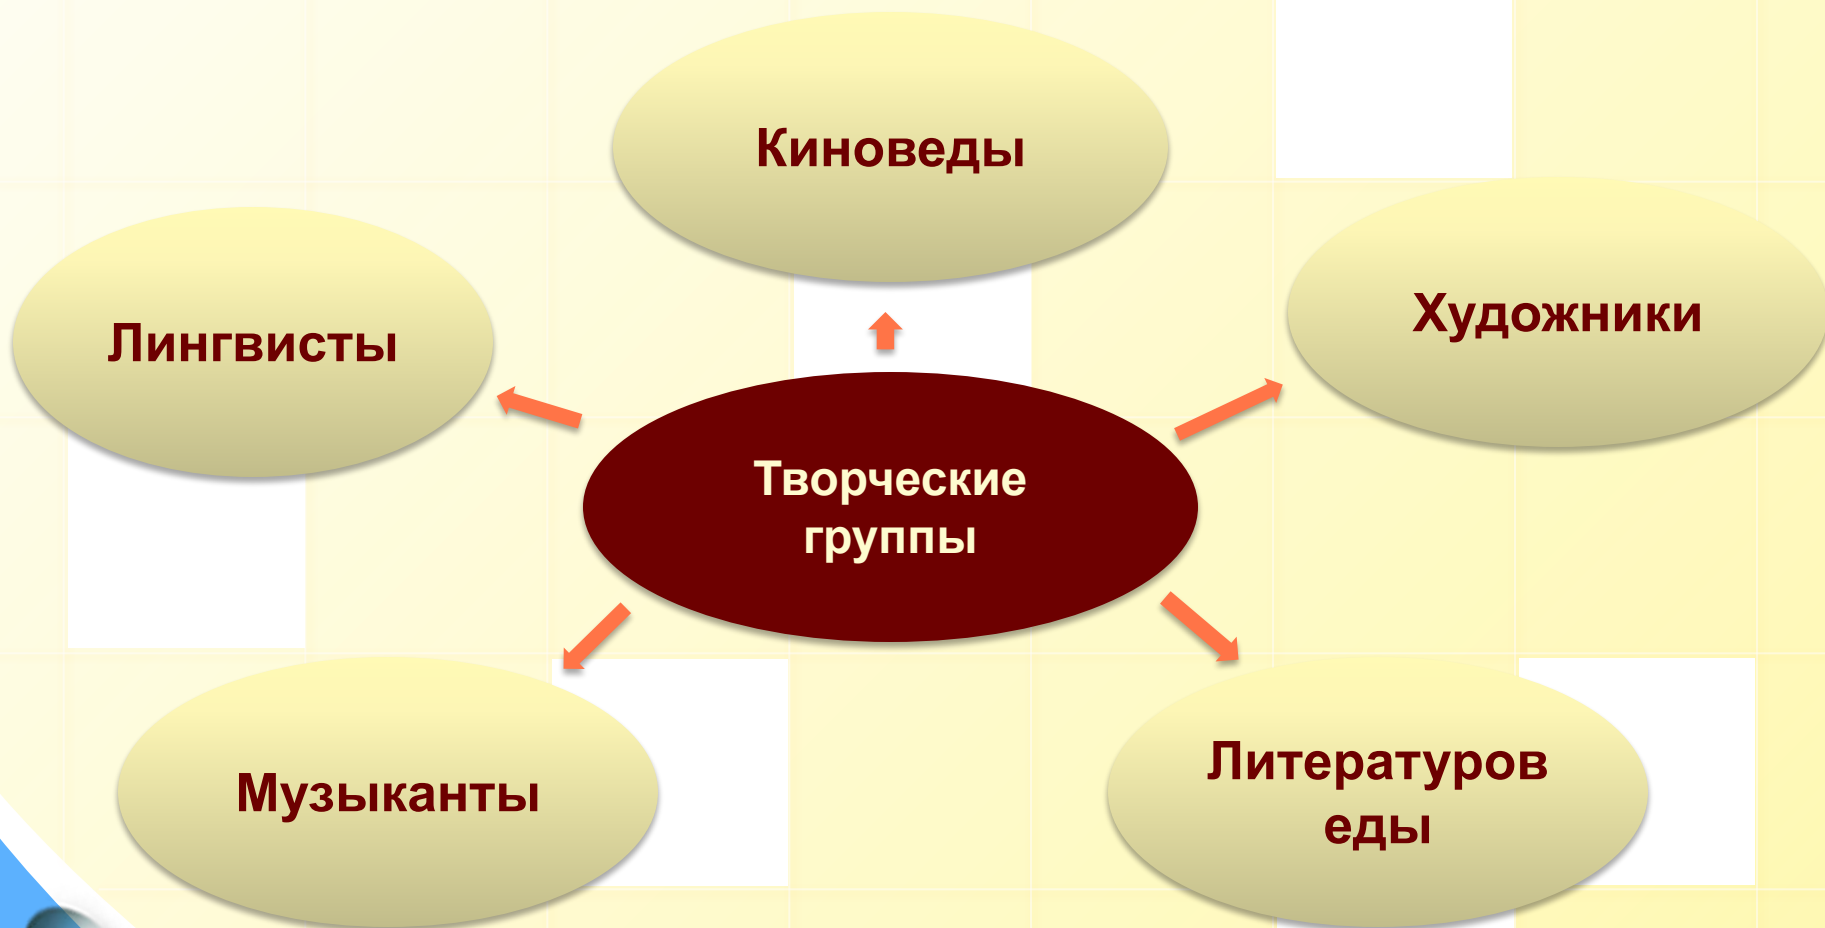 Киноведы
Художники
Лингвисты
Творческие
группы
Литературов
еды
Музыканты